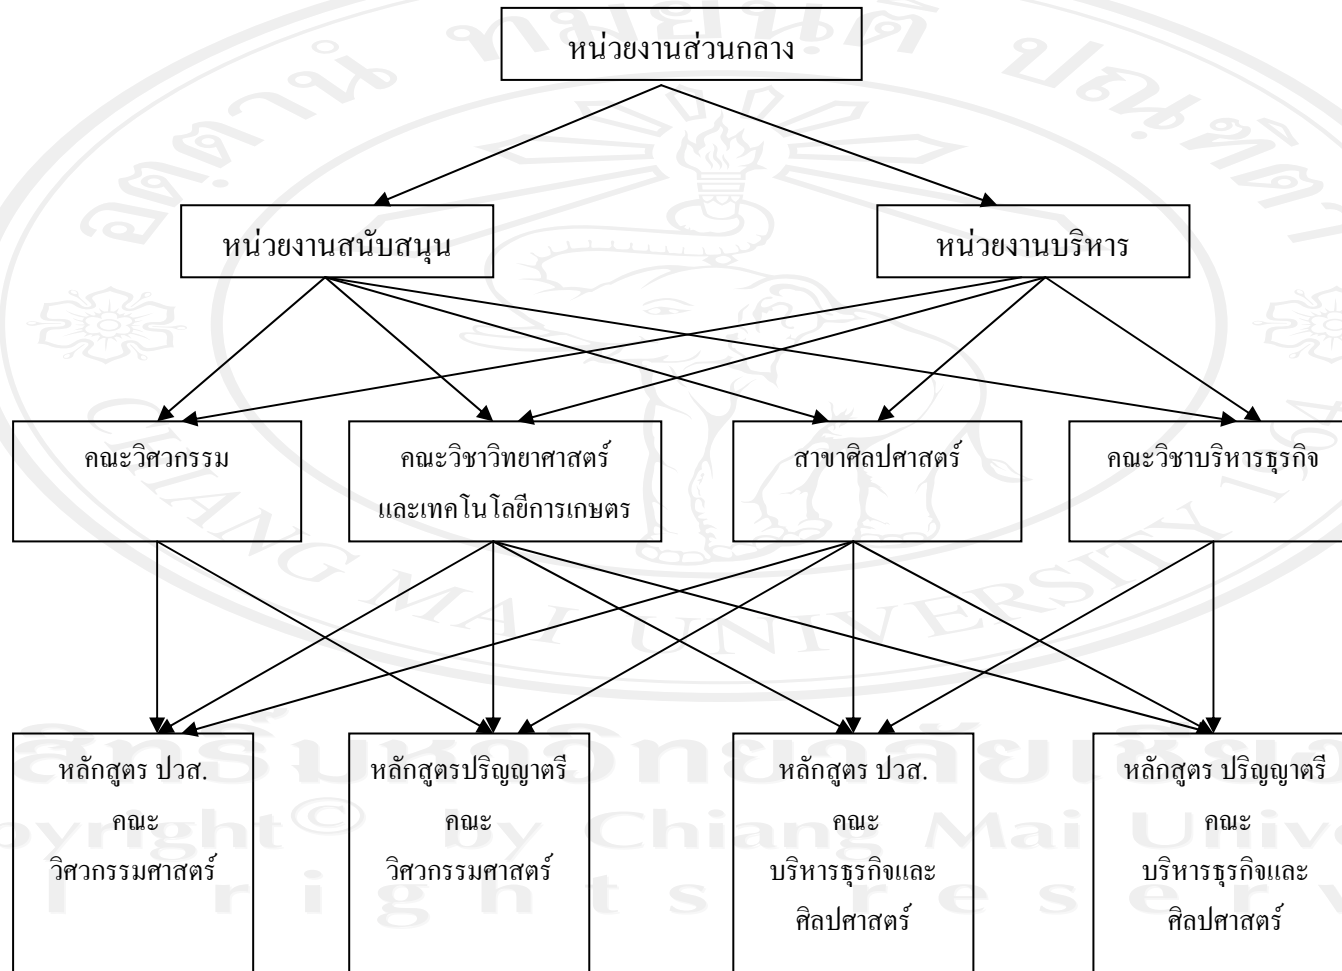 หน่วยงานส่วนกลาง
หน่วยงานสนับสนุน
หน่วยงานบริหาร
คณะวิศวกรรม
คณะวิชาวิทยาศาสตร์
และเทคโนโลยีการเกษตร
สาขาศิลปศาสตร์
คณะวิชาบริหารธุรกิจ
หลักสูตร ปวส.
คณะ
วิศวกรรมศาสตร์
หลักสูตรปริญญาตรี
คณะ
วิศวกรรมศาสตร์
หลักสูตร ปวส.
คณะ
บริหารธุรกิจและ
ศิลปศาสตร์
หลักสูตร ปริญญาตรี
คณะ
บริหารธุรกิจและ
ศิลปศาสตร์
CHIANG MAI UNIVERSITY
by Chiang Mai
rights